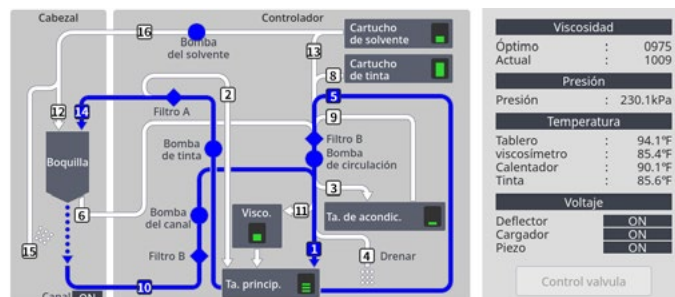 Cabezal
Controlador
16
Bomba
del solvente
Cartucho
de solvente
13
Cartucho
de tinta
8
2
5
12
14
Filtro A
9
Filtro B
Bomba
de tinta
Bomba
de circulación
Boquilla
3
6
11
Visco.
Ta. de acondic.
Bomba
del canal
15
1
4
Drenar
Filtro B
10
Ta. princip.
Canal ON
Viscosidad
Óptimo : 0975
Actual : 1009
Presión
Presión : 230.1kPa
Temperatura
Tablero : 94.1°F
viscosímetro : 85.4°F
Calentador : 90.1°F
Tinta : 85.6°F
Voltaje
Deflector ON
Cargador ON
Piezo ON
Control valvula